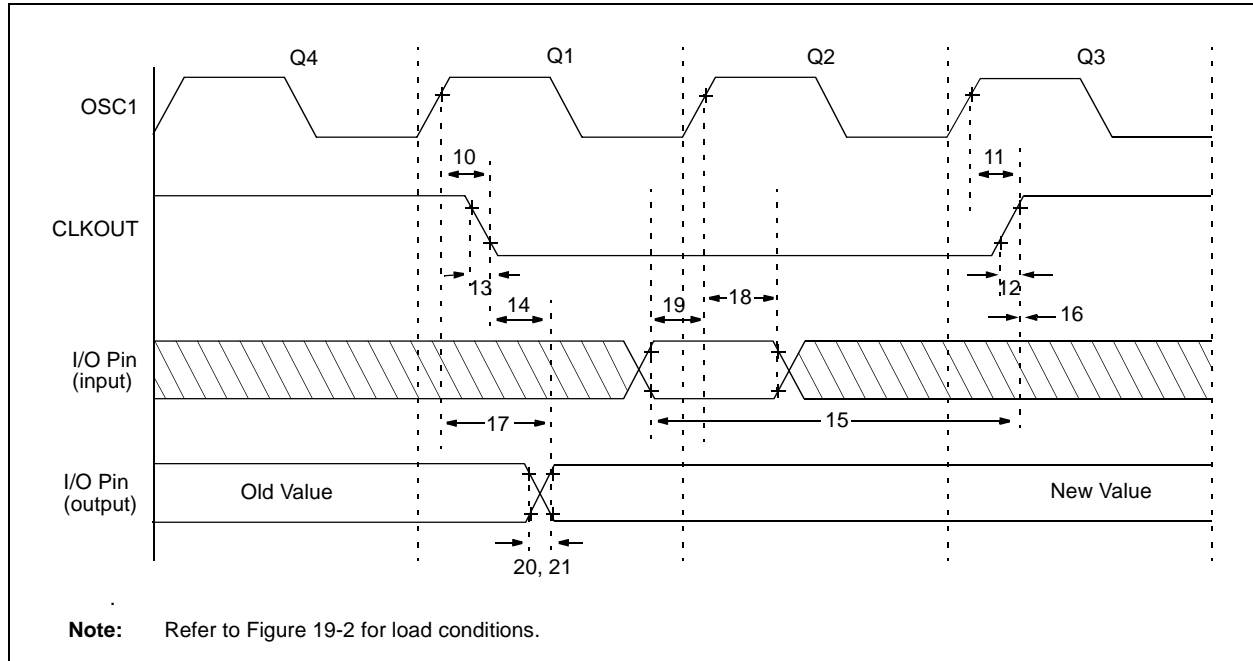 Q4 Q1 Q2 Q3
OSC1
10 11
CLKOUT
13 12
14 19 18 16
I/O Pin
(input)
17 15
I/O Pin
(output)
Old Value New Value
20, 21
.
Note: Refer to Figure 19-2 for load conditions.